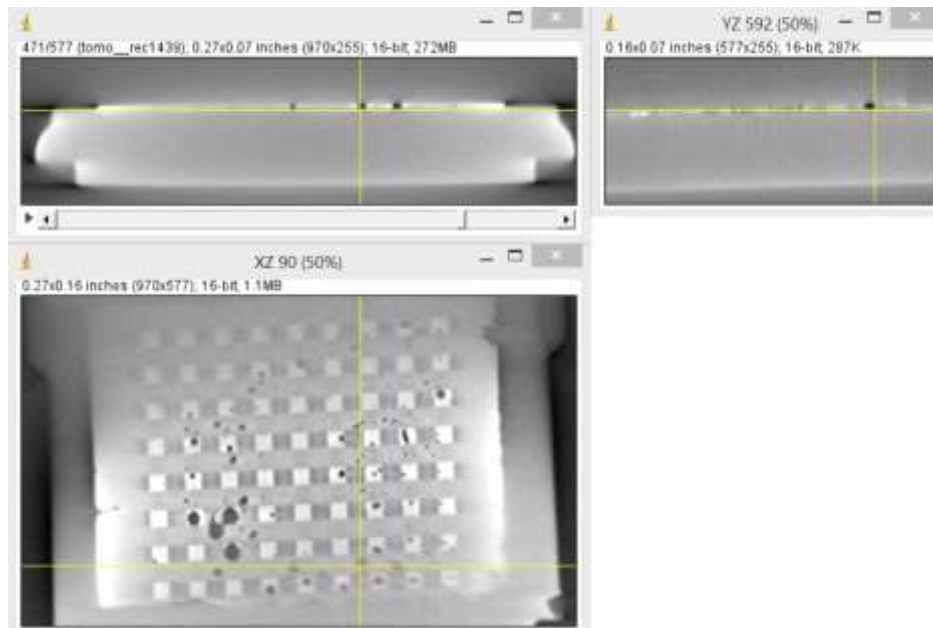 471/577 (tomo__rec1439); 0.27x0.07 inches (970x255); 16-bit; 272MB
YZ 592 (50%)
0.16x0.07 inches (577x255); 16-bit; 287K
XZ 90 (50%)
0.27x0.16 inches (970x577); 16-bit; 1.1MB